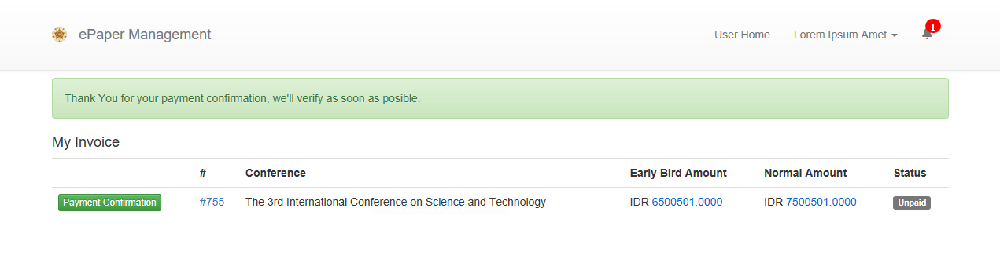 ePaper Management
User Home
Lorem Ipsum Amet
1
Thank You for your payment confirmation, we'll verify as soon as posible.
My Invoice
# Conference Early Bird Amount Normal Amount Status
Payment Confirmation #755 The 3rd International Conference on Science and Technology IDR 6500501.0000 IDR 7500501.0000 Unpaid